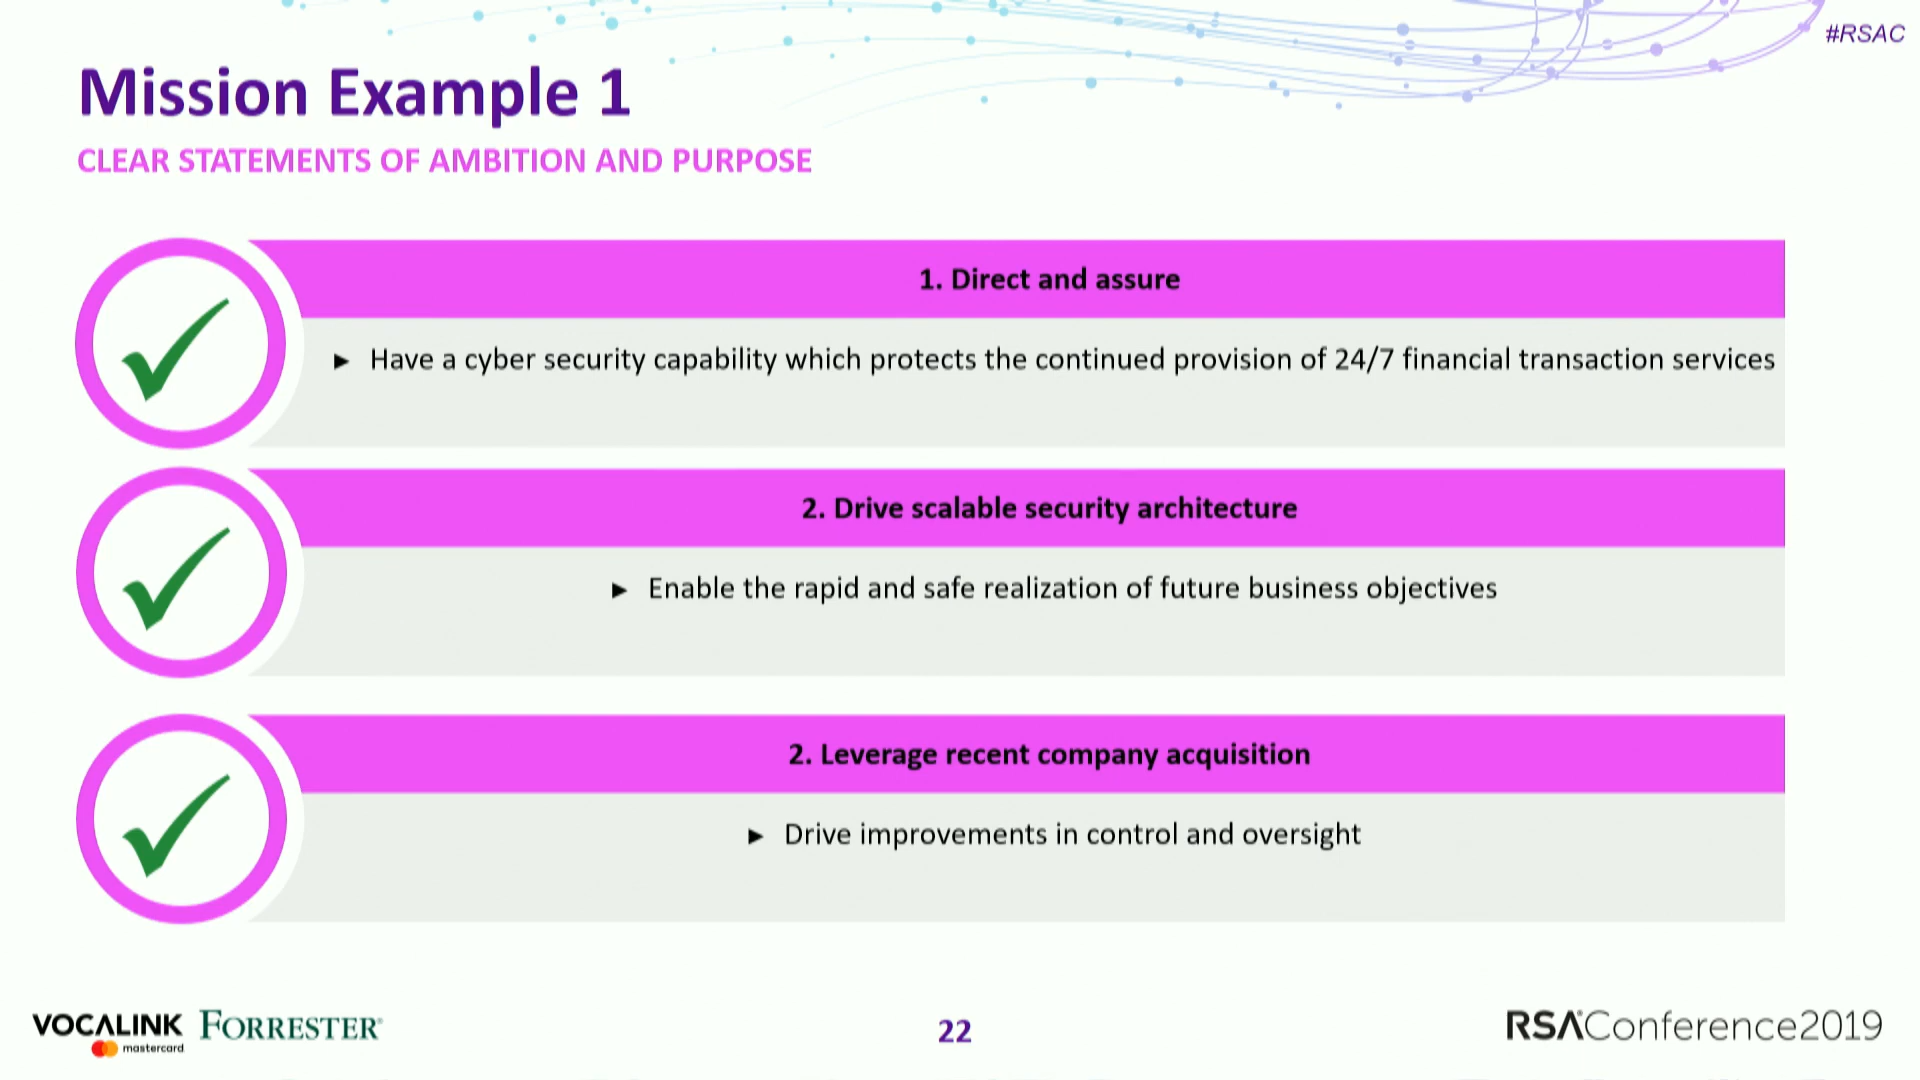 #RSAC
Mission Example 1
CLEAR STATEMENTS OF AMBITION AND PURPOSE
1. Direct and assure
► Have a cyber security capability which protects the continued provision of 24/7 financial transaction services
2. Drive scalable security architecture
► Enable the rapid and safe realization of future business objectives
2. Leverage recent company acquisition
► Drive improvements in control and oversight
VOCALINK
mastercard
FORRESTER
22
RSAConference2019